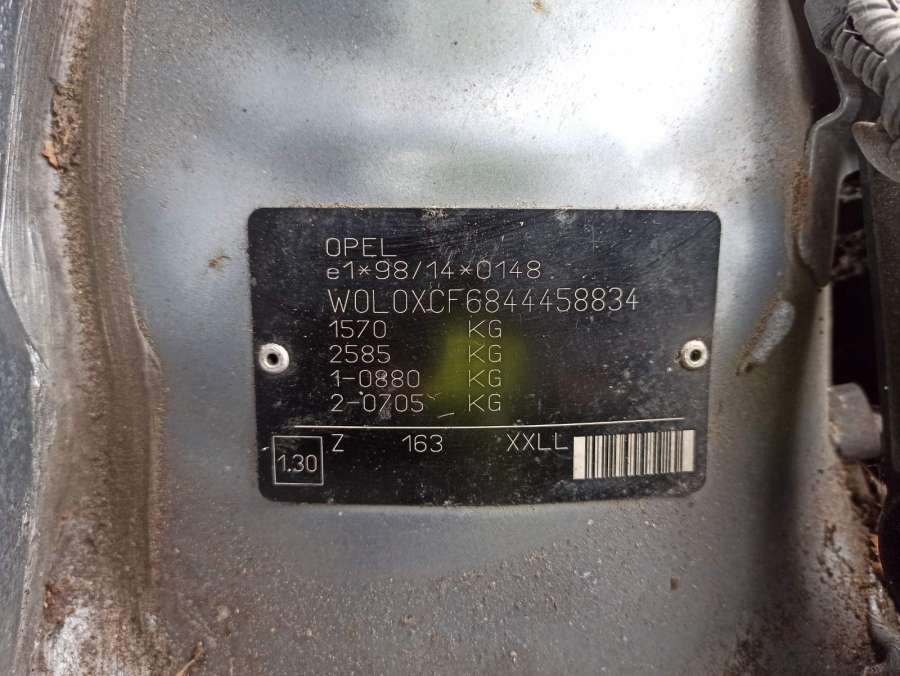 OPEL
e1*98/14*0148
W0L0XCF6844458834
1570 KG
2585 KG
1-0880 KG
2-0705 KG
1.30 Z 163 XXLL